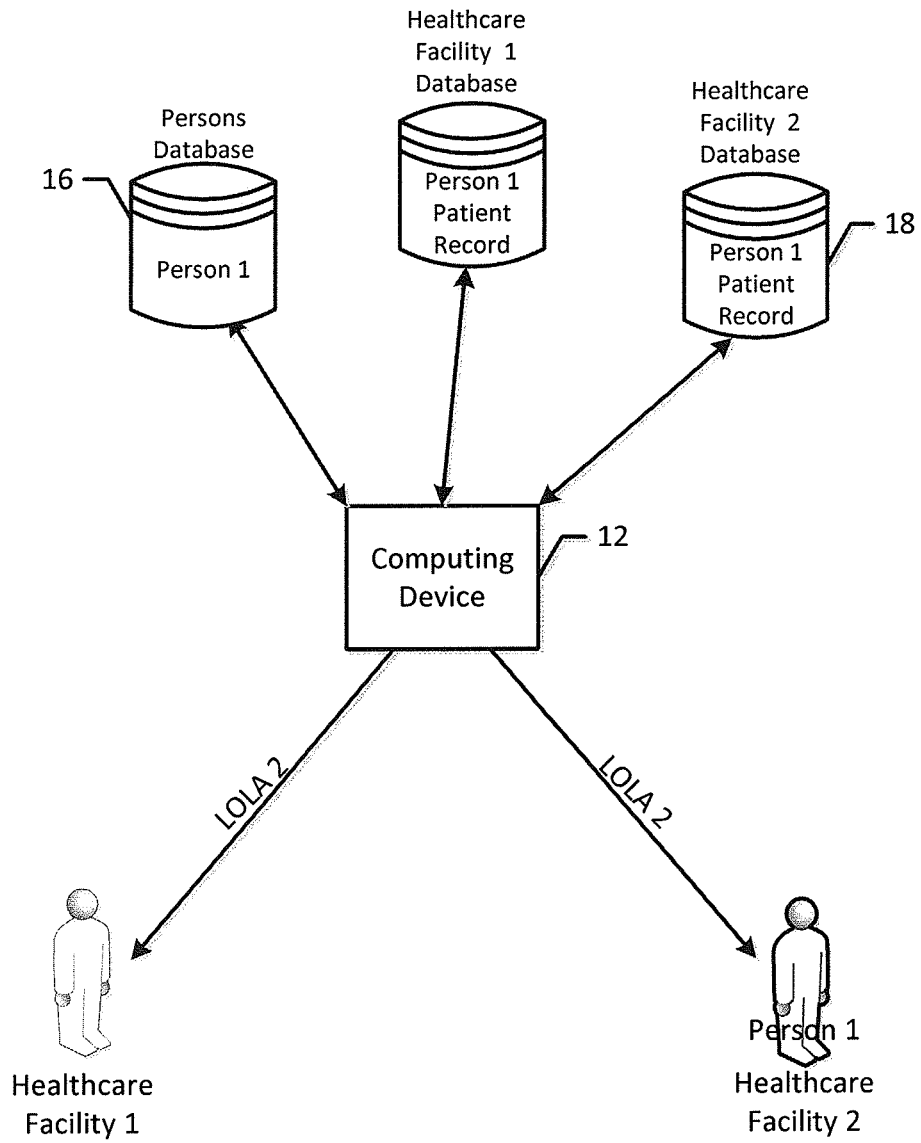 Healthcare
Facility 1
Database
Persons
Database
Healthcare
Facility 2
Database
16
Person 1
Person 1
Patient
Record
Person 1
Patient
Record
18
Computing
Device
12
LOLA 2
LOLA 2
Healthcare
Facility 1
Person 1
Healthcare
Facility 2